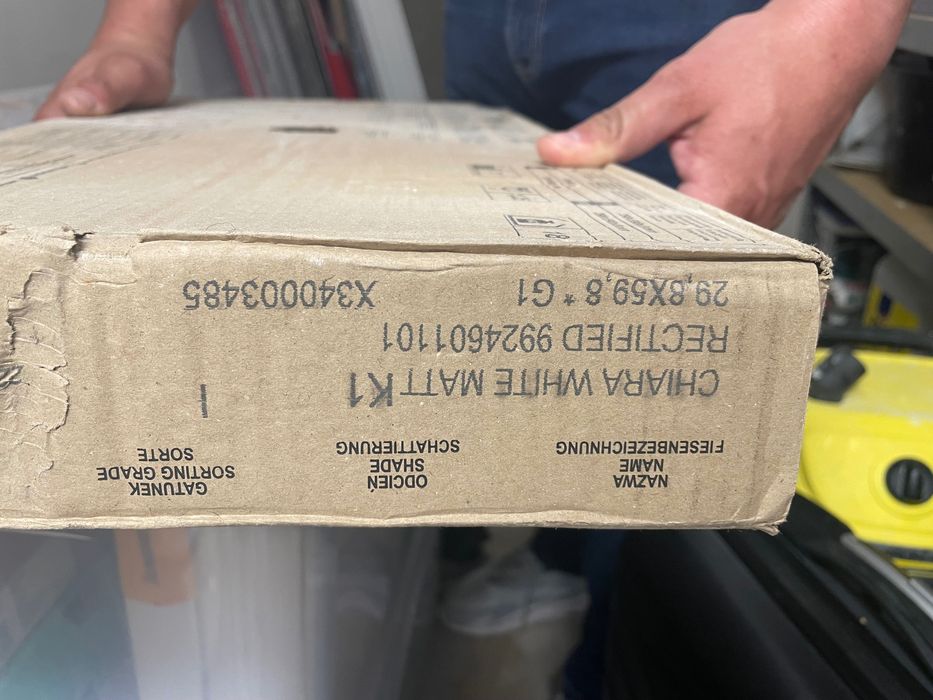 NAZWA
NAME
FIESENBEZEICHNUNG
ODCIEŃ
SHADE
SCHATTIERUNG
GATUNEK
SORTING GRADE
SORTE
CHIARA WHITE MATT K1 I
RECTIFIED 9924601101
29,8X59,8 * G1 X340003485